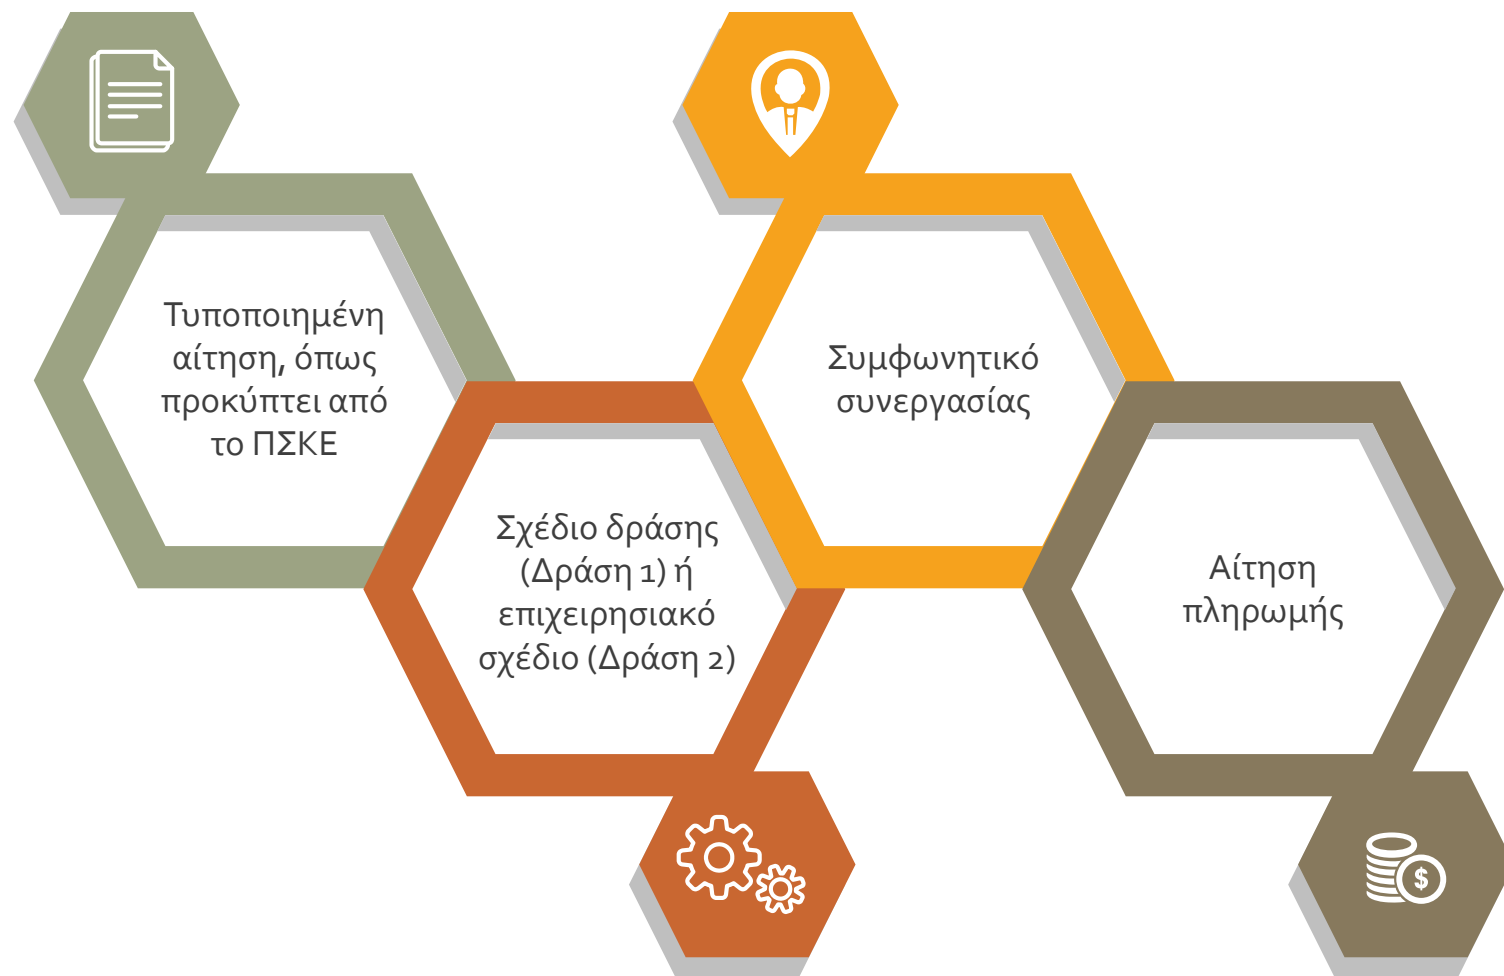 Τυποποιημένη
αίτηση, όπως
προκύπτει από
το ΠΣΚΕ
Σχέδιο δράσης
(Δράση 1) ή
επιχειρησιακό
σχέδιο (Δράση 2)
Συμφωνητικό
συνεργασίας
Αίτηση
πληρωμής
$